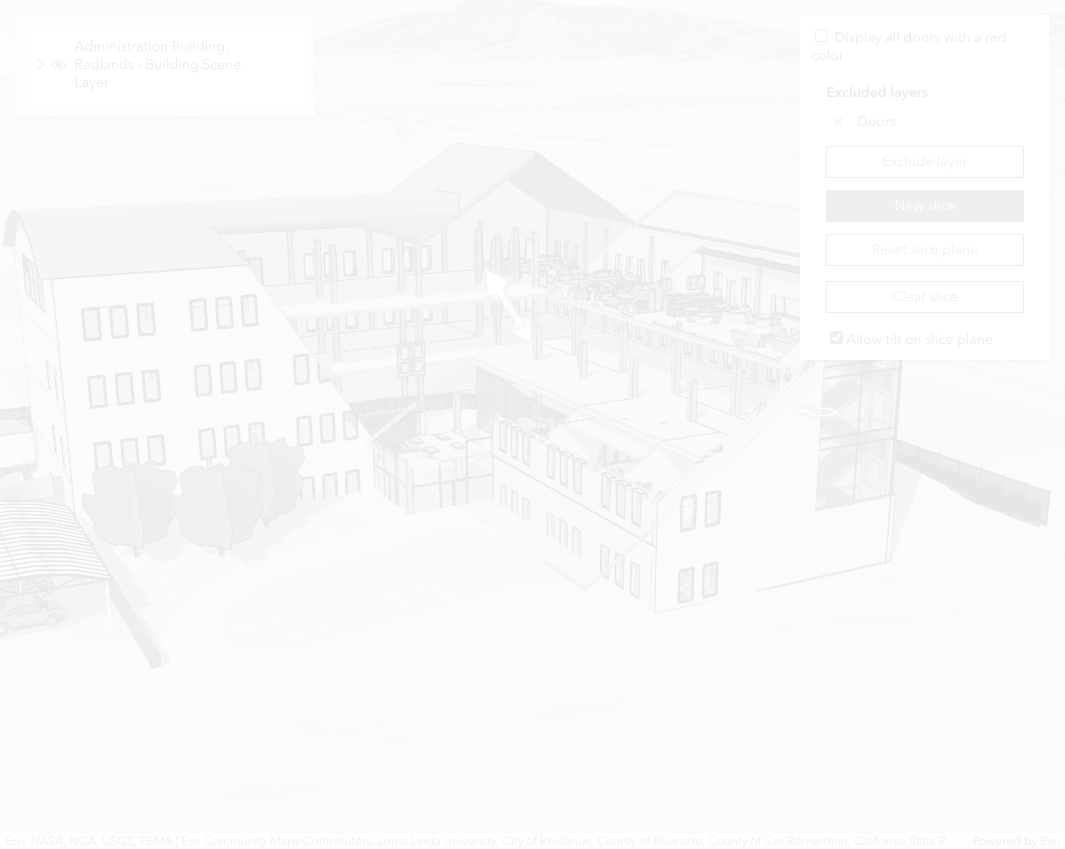 Administration Building,
Redlands - Building Scene
Layer
Display all doors with a red
color
Excluded layers
Doors
Exclude layer
New slice
Reset slice plane
Clear slice
Allow tilt on slice plane
Esri, NASA, NGA, USGS, FEMA | Esri Community Maps Contributors, Loma Linda University, City of Redlands, County of Riverside, County of San Bernardino, California State P... Powered by Esri